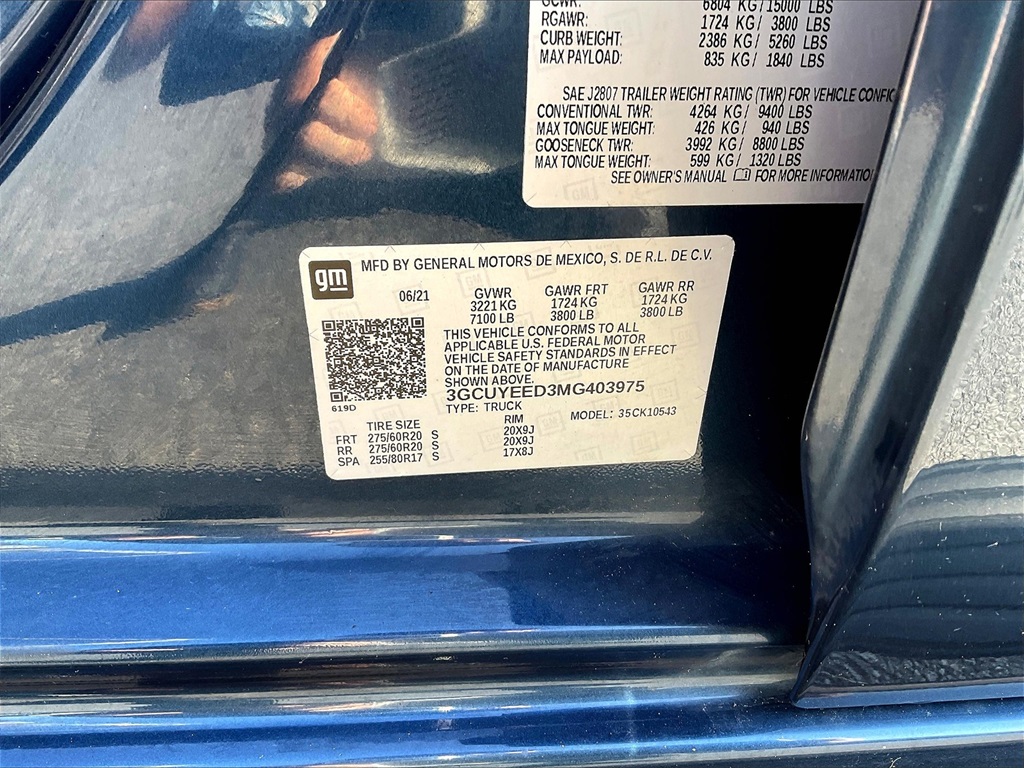 GCWR: 6804 KG/ 15000 LBS
RGAWR: 1724 KG/ 3800 LBS
CURB WEIGHT: 2386 KG/ 5260 LBS
MAX PAYLOAD: 835 KG/ 1840 LBS
SAE J2807 TRAILER WEIGHT RATING (TWR) FOR VEHICLE
CONVENTIONAL TWR: 4264 KG/ 9400 LBS
MAX TONGUE WEIGHT: 426 KG/ 940 LBS
GOOSENECK TWR: 3992 KG/ 8800 LBS
MAX TONGUE WEIGHT: 599 KG/ 1320 LBS
SEE OWNER'S MANUAL FOR MORE INFORMATIO
gm MFD BY GENERAL MOTORS DE MEXICO, S. DE R.L. DE C.V.
06/21 GVWR GAWR FRT GAWR RR
3221 KG 1724 KG 1724 KG
7100 LB 3800 LB 3800 LB
THIS VEHICLE CONFORMS TO ALL
APPLICABLE U.S. FEDERAL MOTOR
VEHICLE SAFETY STANDARDS IN EFFECT
ON THE DATE OF MANUFACTURE
SHOWN ABOVE.
3GCUYEED3MG403975
619D
TYPE: TRUCK MODEL: 35CK10543
TIRE SIZE RIM
FRT 275/60R20 S 20X9J
RR 275/60R20 S 20X9J
SPA 255/80R17 S 17X8J